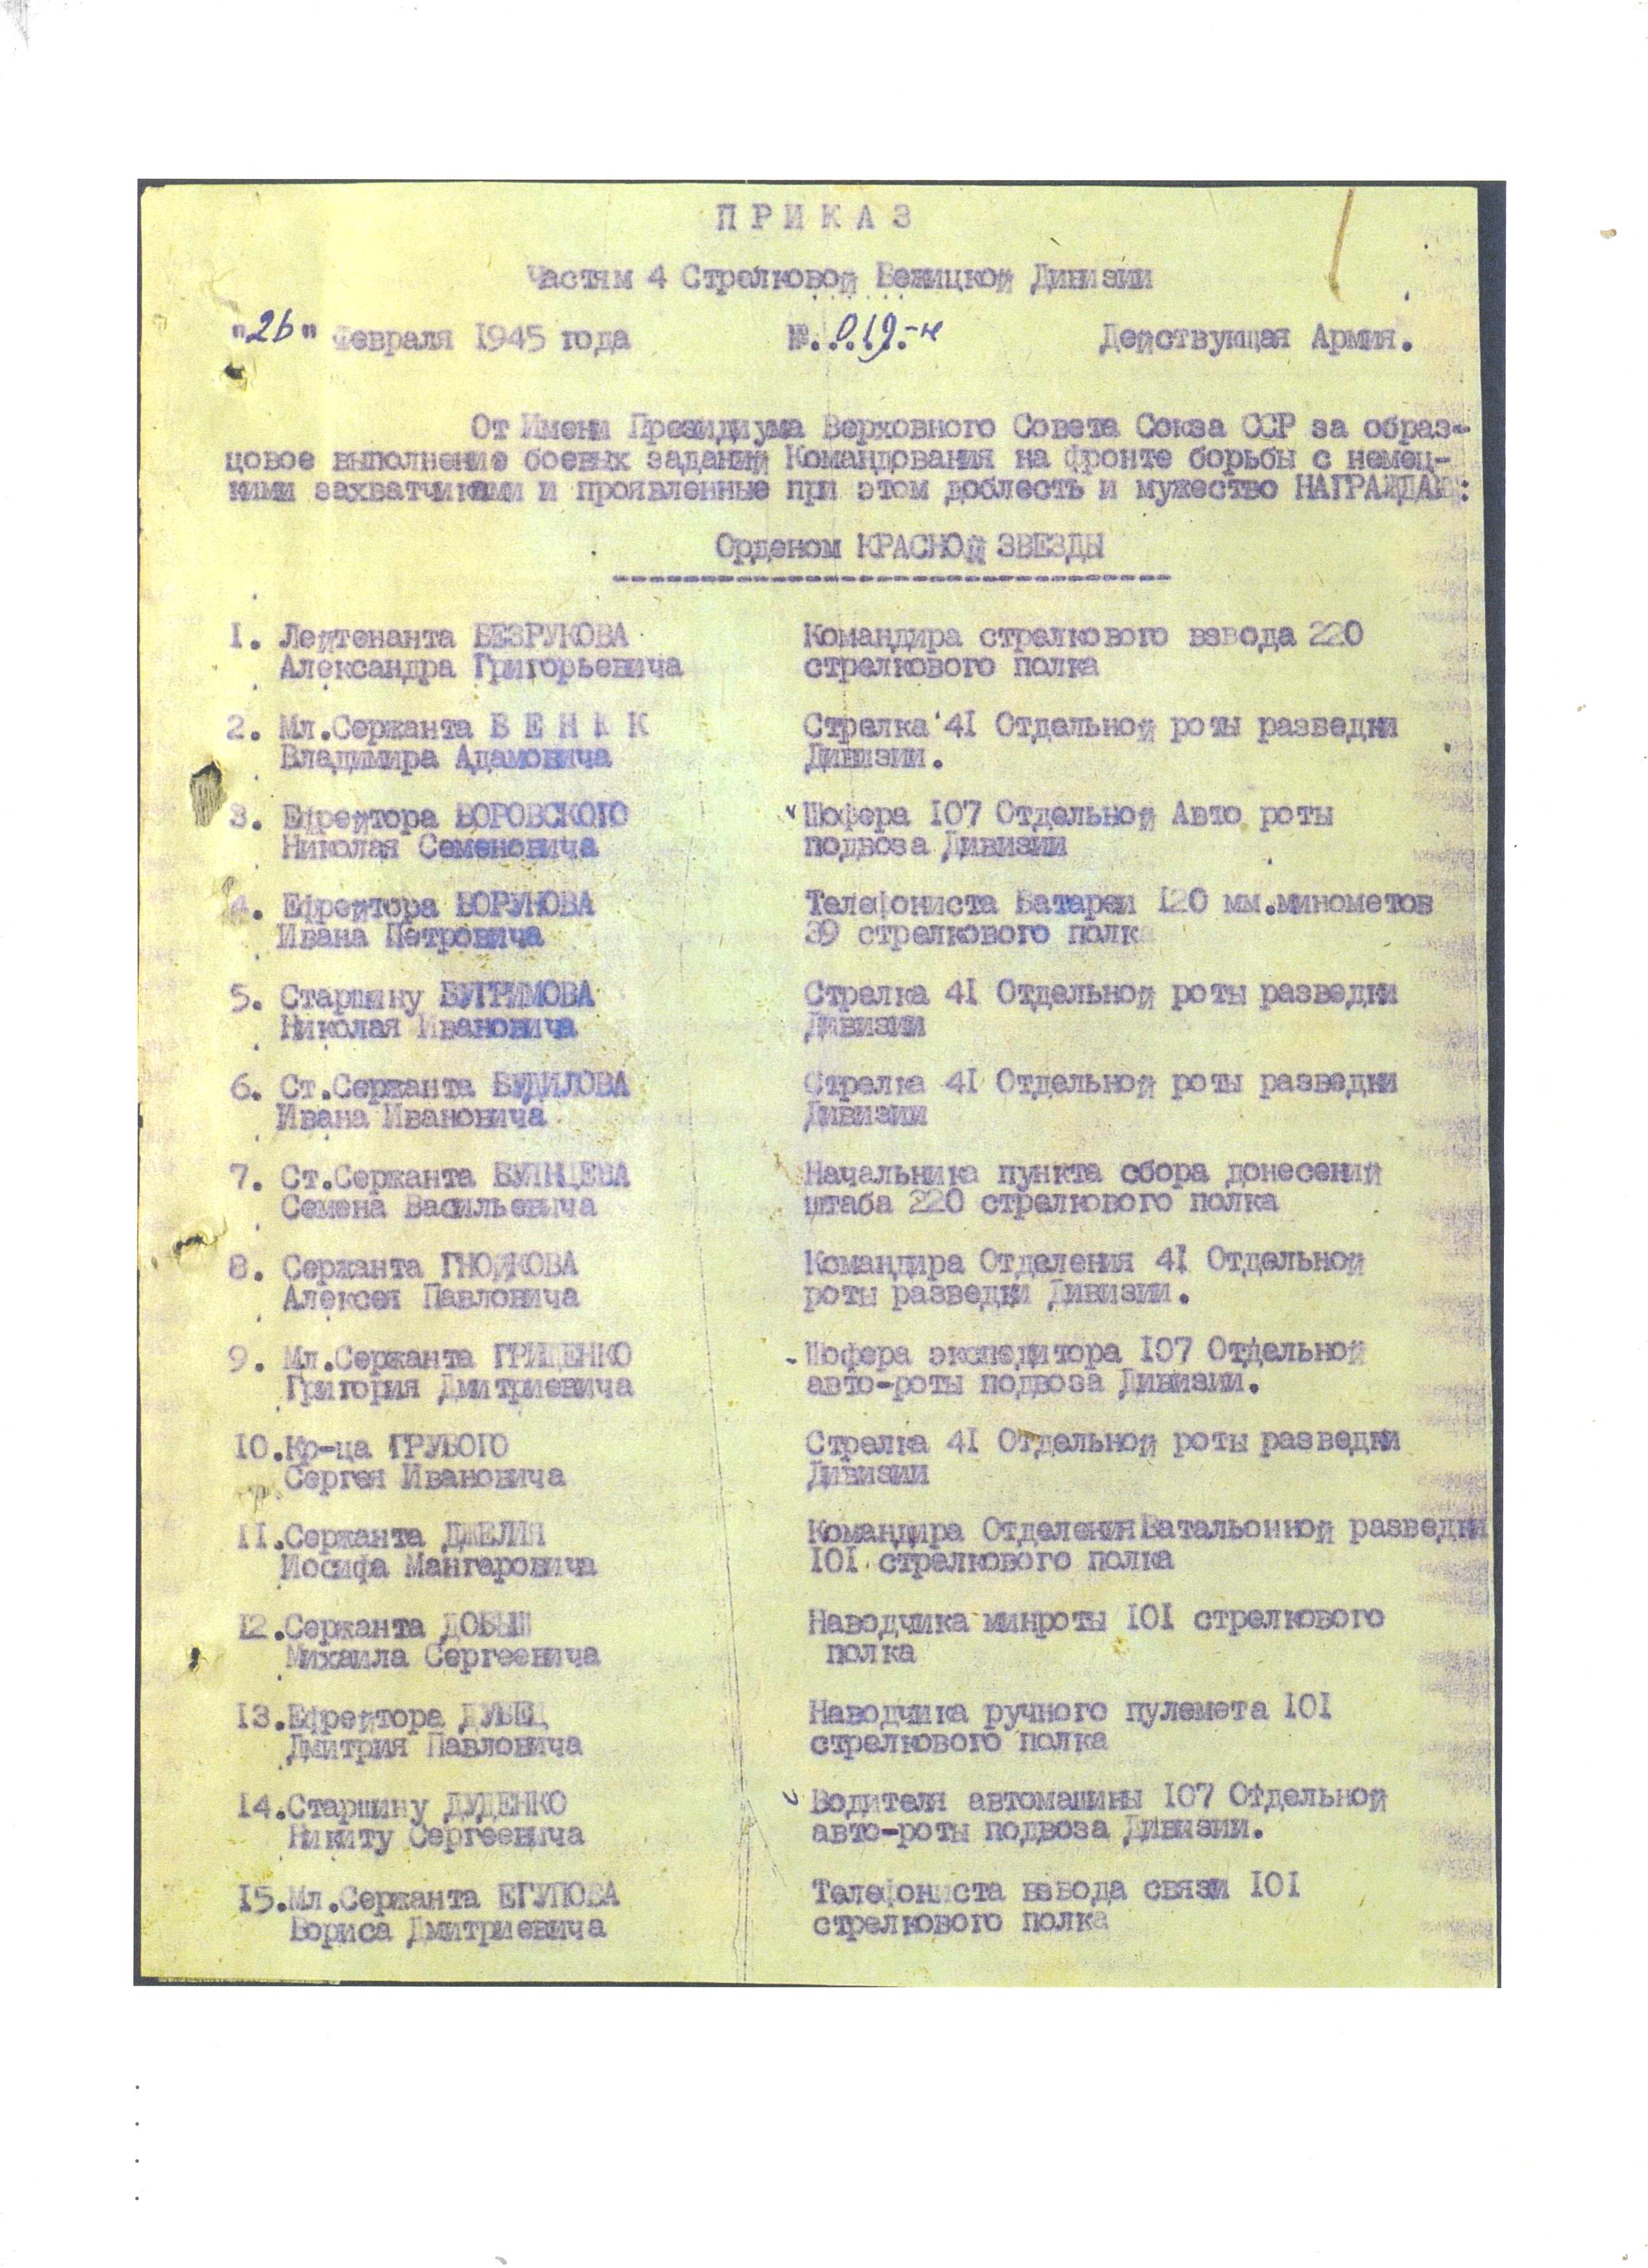 ПРИКАЗ
Частям 4 Стрелковой Бежицкой Дивизии
"26" Февраля 1945 года №.019.-н Действующая Армия.
От Имени Президиума Верховного Совета Союза ССР за образ-
цовое выполнение боевых заданий Командования на фронте борьбы с немец-
кими захватчиками и проявленные при этом доблесть и мужество НАГРАЖДАЮ:
Орденом КРАСНОЙ ЗВЕЗДЫ
1. Лейтенанта БЕЗРУКОВА Командира стрелкового взвода 220
Александра Григорьевича стрелкового полка
2. Мл.Сержанта В Е Н К К Стрелка 41 Отдельной роты разведки
Владимира Адамовича Дивизии.
3. Ефрейтора БОРОВСКОГО Шофера 107 Отдельной Авто роты
Николая Семеновича подвоза Дивизии
4. Ефрейтора Телефониста Батареи 120 мм.минометов
Ивана Петровича 39 стрелкового полка
5. Старшину БУГРИМОВА Стрелка 41 Отдельной роты разведки
Николая Ивановича Дивизии
6. Ст.Сержанта БУДИЛОВА Стрелка 41 Отдельной роты разведки
Ивана Ивановича Дивизии
7. Ст.Сержанта Начальника пункта сбора донесений
Семена Васильевича штаба 220 стрелкового полка
8. Сержанта ГНОЙКОВА Командира Отделения 41 Отдельной
Алексея Павловича роты разведки Дивизии.
9. Мл.Сержанта ГРИЦЕНКО Шофера экспедитора 107 Отдельной
Григория Дмитриевича авто-роты подвоза Дивизии.
10.Кр-ца ГРУБОГО Стрелка 41 Отдельной роты разведки
Сергея Ивановича Дивизии
11.Сержанта ДЖЕЛИЯ Командира Отделения Батальонной разведки
Иосифа Мангаровича 101 стрелкового полка
12.Сержанта ДОБЫШ Наводчика минроты 101 стрелкового
Михаила Сергеевича полка
13.Ефрейтора ДУБЕЦ Наводчика ручного пулемета 101
Дмитрия Павловича стрелкового полка
14.Старшину ДУДЕНКО Водителя автомашины 107 Отдельной
Никиту Сергеевича авто-роты подвоза Дивизии.
15.Мл.Сержанта ЕГУПОВА Телефониста взвода связи 101
Бориса Дмитриевича стрелкового полка